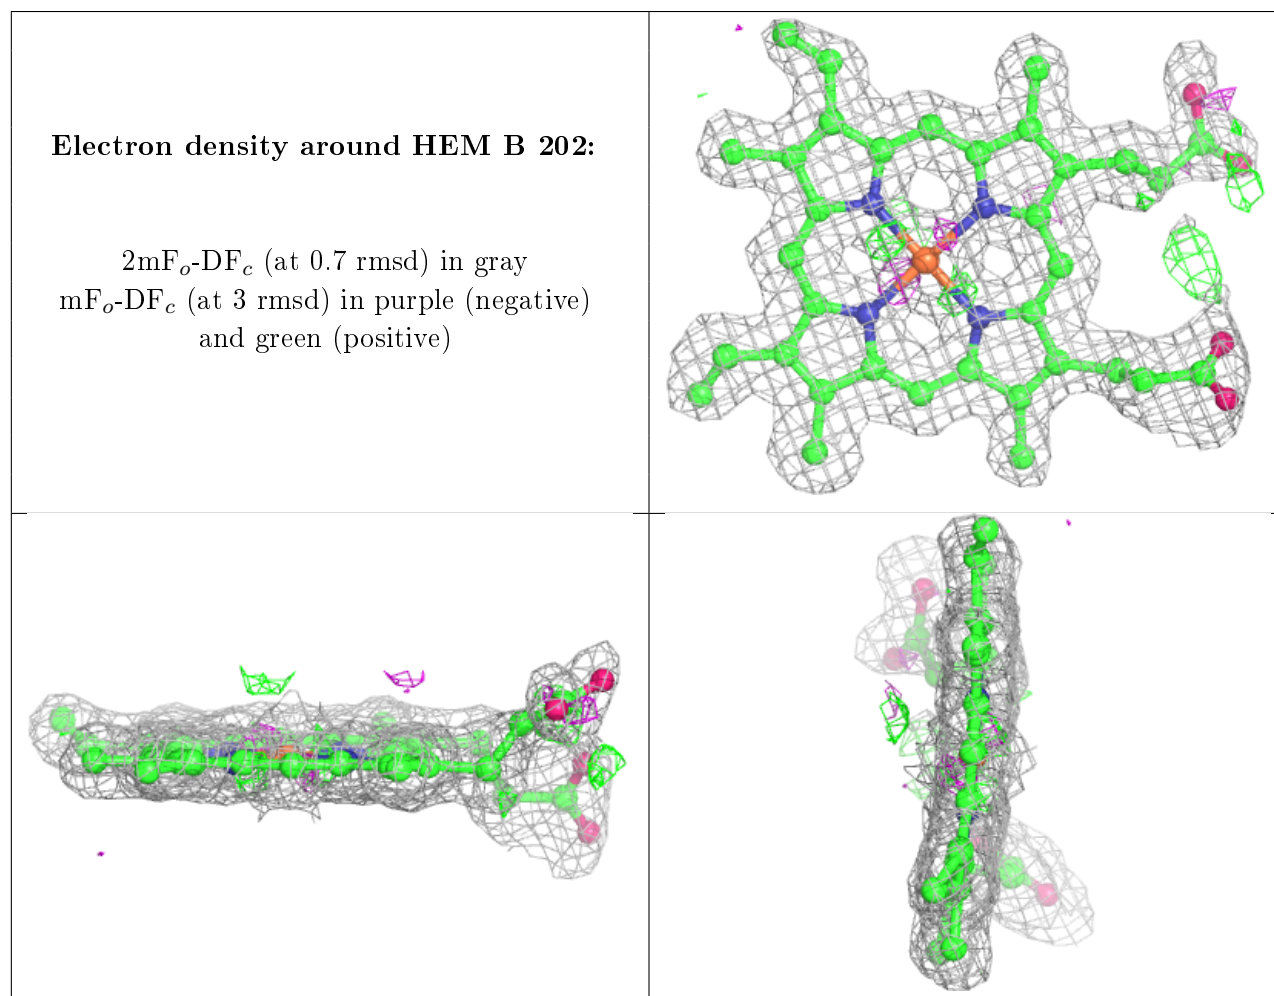 Electron density around HEM B 202:
2mFₒ-DF𝒸 (at 0.7 rmsd) in gray
mFₒ-DF𝒸 (at 3 rmsd) in purple (negative)
and green (positive)